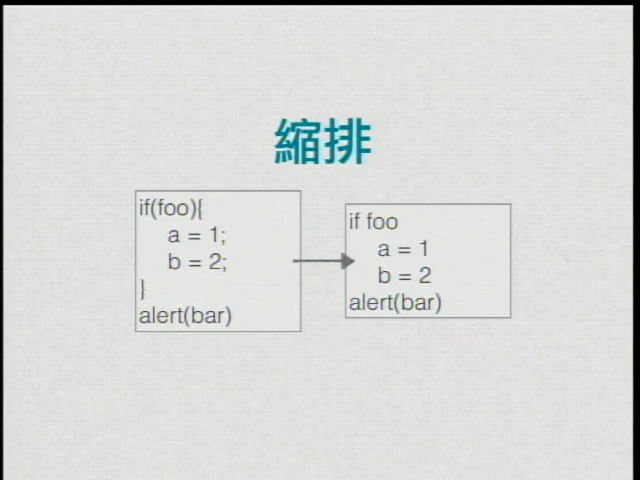 縮排
if(foo){
a = 1;
b = 2;
}
alert(bar)
if foo
a = 1
b = 2
alert(bar)